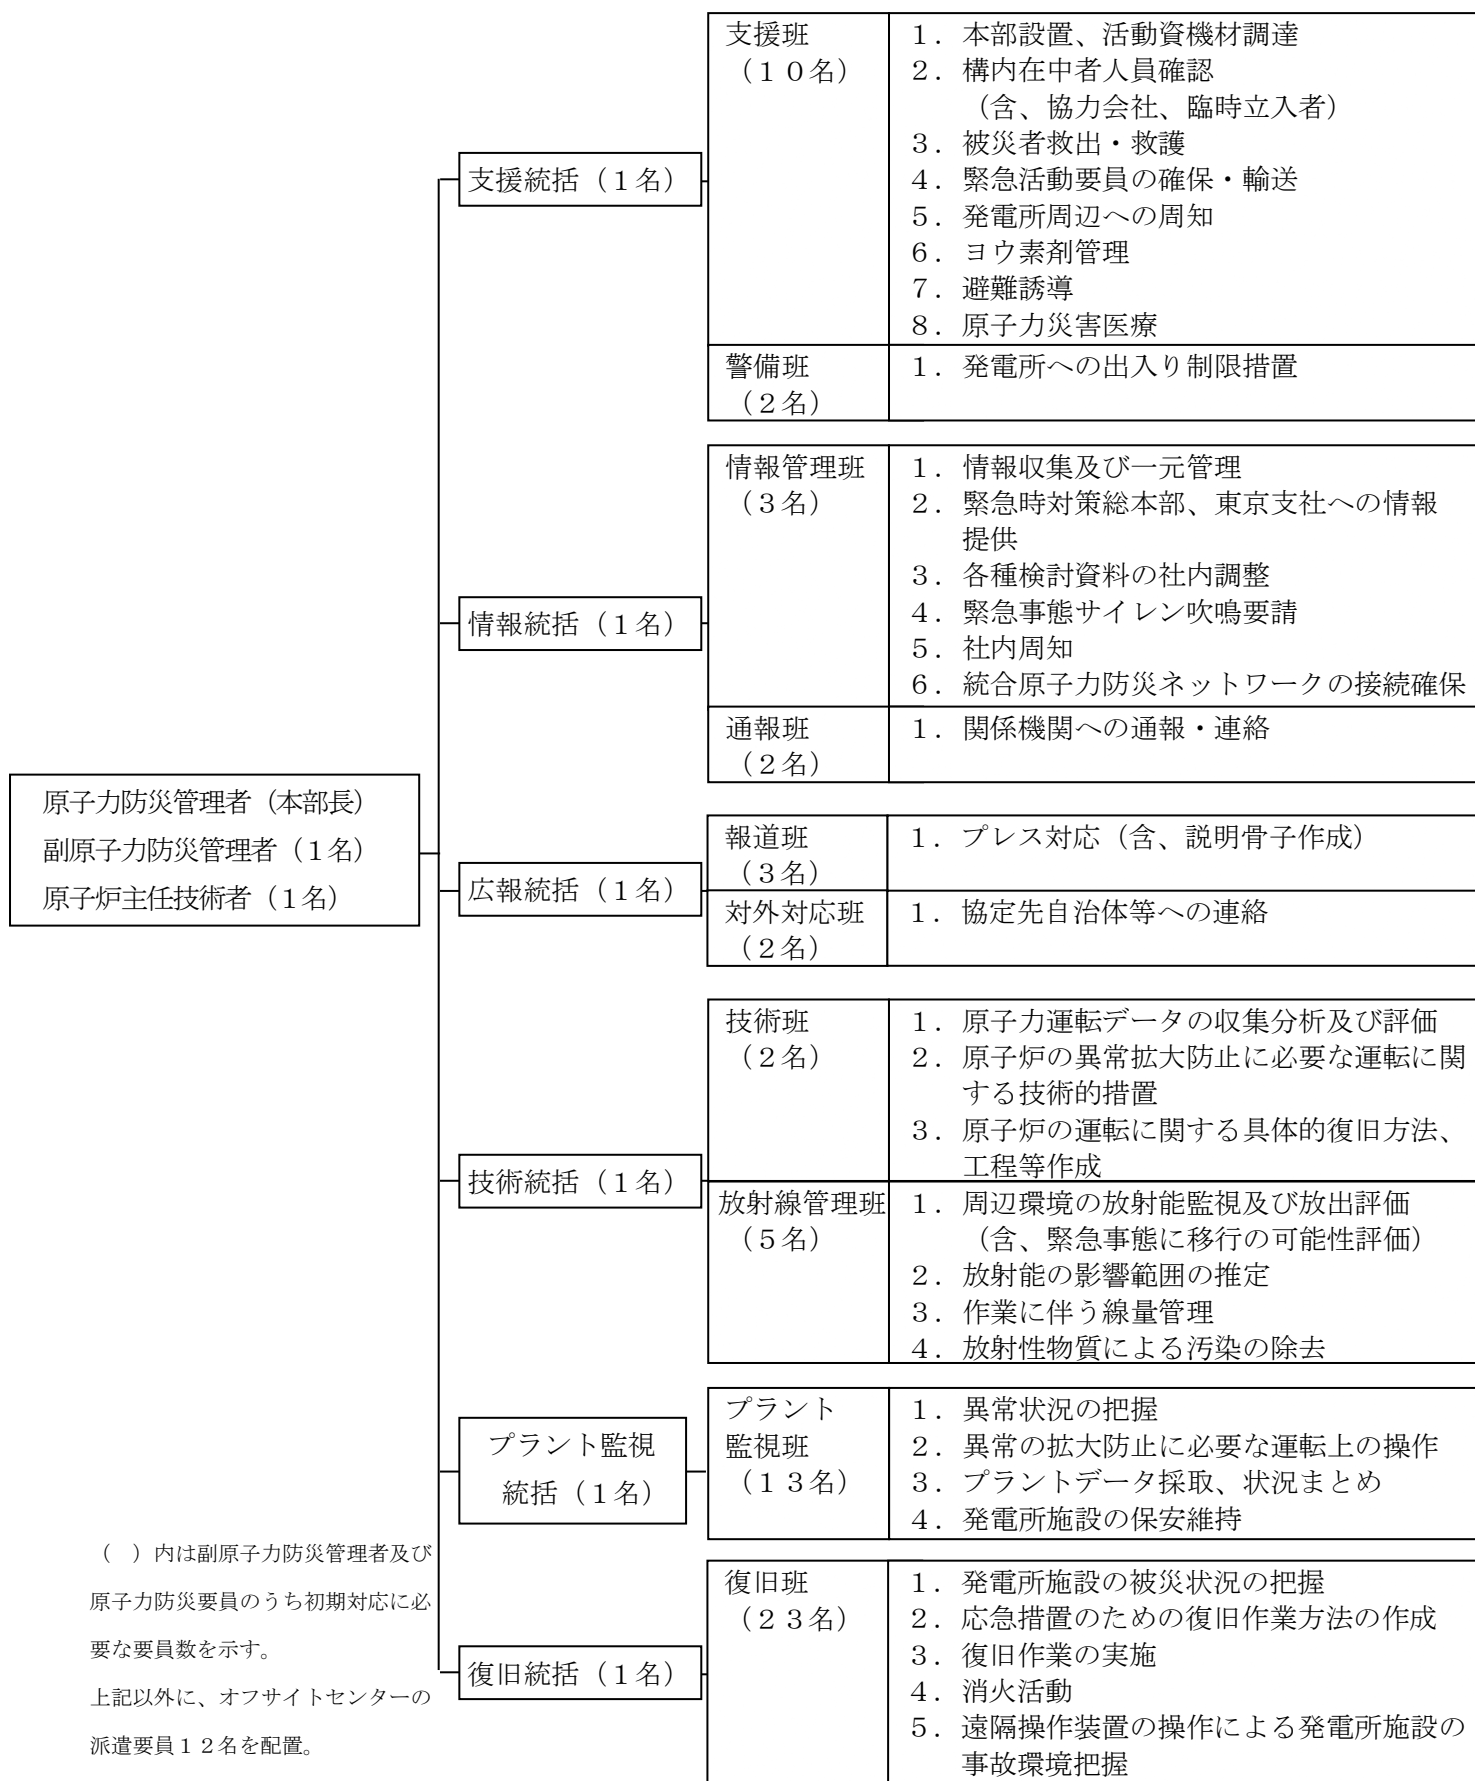 原子力防災管理者（本部長）
副原子力防災管理者（１名）
原子炉主任技術者（１名）
支援統括（１名）
支援班
（１０名）
１．本部設置、活動資機材調達
２．構内在中者人員確認
（含、協力会社、臨時立入者）
３．被災者救出・救護
４．緊急活動要員の確保・輸送
５．発電所周辺への周知
６．ヨウ素剤管理
７．避難誘導
８．原子力災害医療
警備班
（２名）
１．発電所への出入り制限措置
情報統括（１名）
情報管理班
（３名）
１．情報収集及び一元管理
２．緊急時対策総本部、東京支社への情報
提供
３．各種検討資料の社内調整
４．緊急事態サイレン吹鳴要請
５．社内周知
６．統合原子力防災ネットワークの接続確保
通報班
（２名）
１．関係機関への通報・連絡
広報統括（１名）
報道班
（３名）
１．プレス対応（含、説明骨子作成）
対外対応班
（２名）
１．協定先自治体等への連絡
技術統括（１名）
技術班
（２名）
１．原子力運転データの収集分析及び評価
２．原子炉の異常拡大防止に必要な運転に関
する技術的措置
３．原子炉の運転に関する具体的復旧方法、
工程等作成
放射線管理班
（５名）
１．周辺環境の放射能監視及び放出評価
（含、緊急事態に移行の可能性評価）
２．放射能の影響範囲の推定
３．作業に伴う線量管理
４．放射性物質による汚染の除去
プラント監視
統括（１名）
プラント
監視班
（１３名）
１．異常状況の把握
２．異常の拡大防止に必要な運転上の操作
３．プラントデータ採取、状況まとめ
４．発電所施設の保安維持
復旧統括（１名）
復旧班
（２３名）
１．発電所施設の被災状況の把握
２．応急措置のための復旧作業方法の作成
３．復旧作業の実施
４．消火活動
５．遠隔操作装置の操作による発電所施設の
事故環境把握
（　）内は副原子力防災管理者及び
原子力防災要員のうち初期対応に必
要な要員数を示す。
上記以外に、オフサイトセンターの
派遣要員１２名を配置。